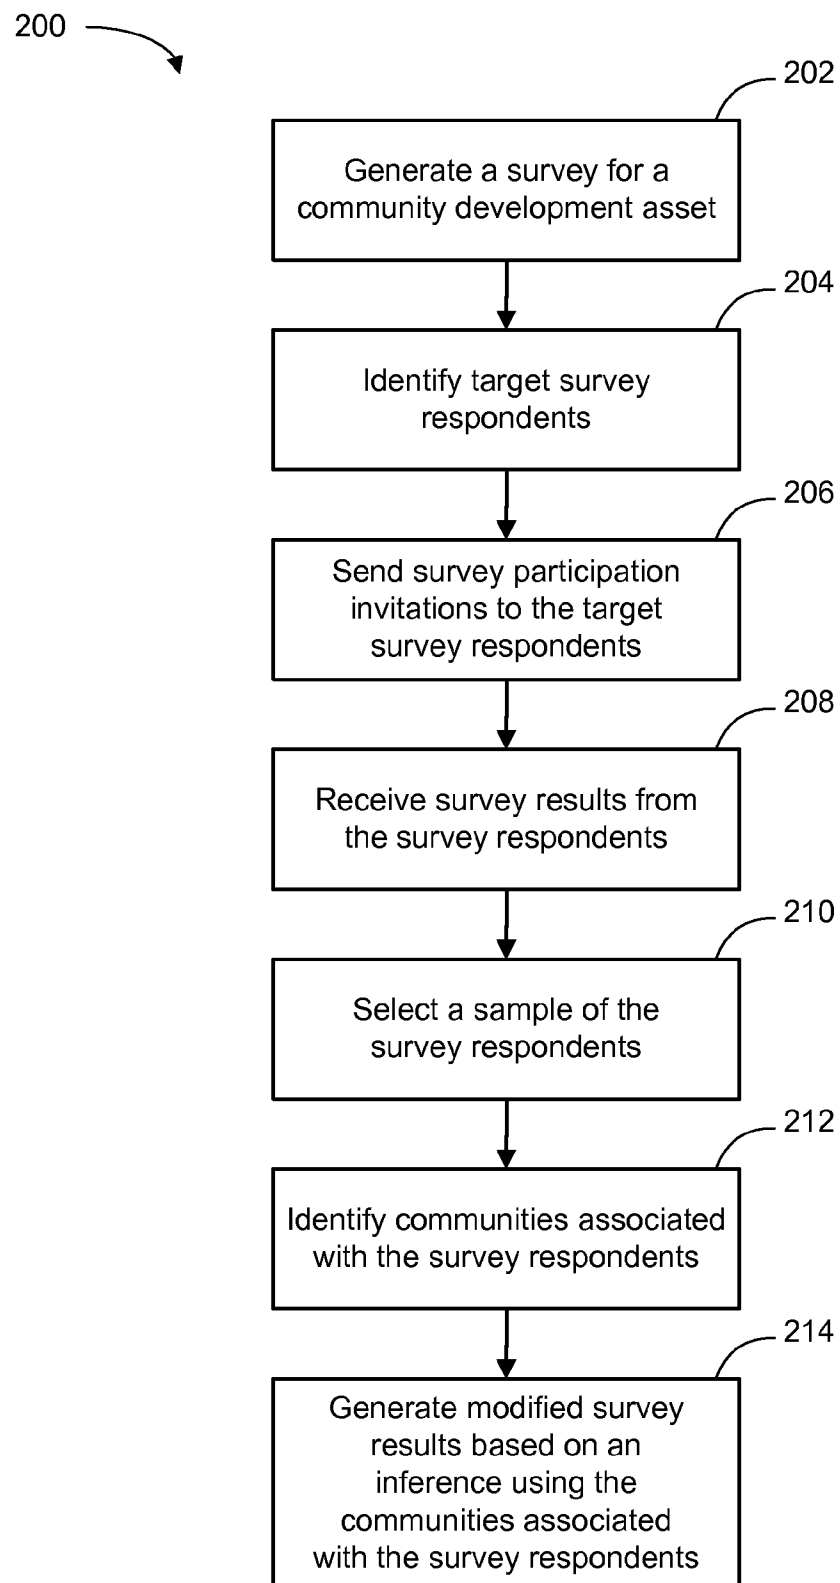 200
202
Generate a survey for a
community development asset
204
Identify target survey
respondents
206
Send survey participation
invitations to the target
survey respondents
208
Receive survey results from
the survey respondents
210
Select a sample of the
survey respondents
212
Identify communities associated
with the survey respondents
214
Generate modified survey
results based on an
inference using the
communities associated
with the survey respondents